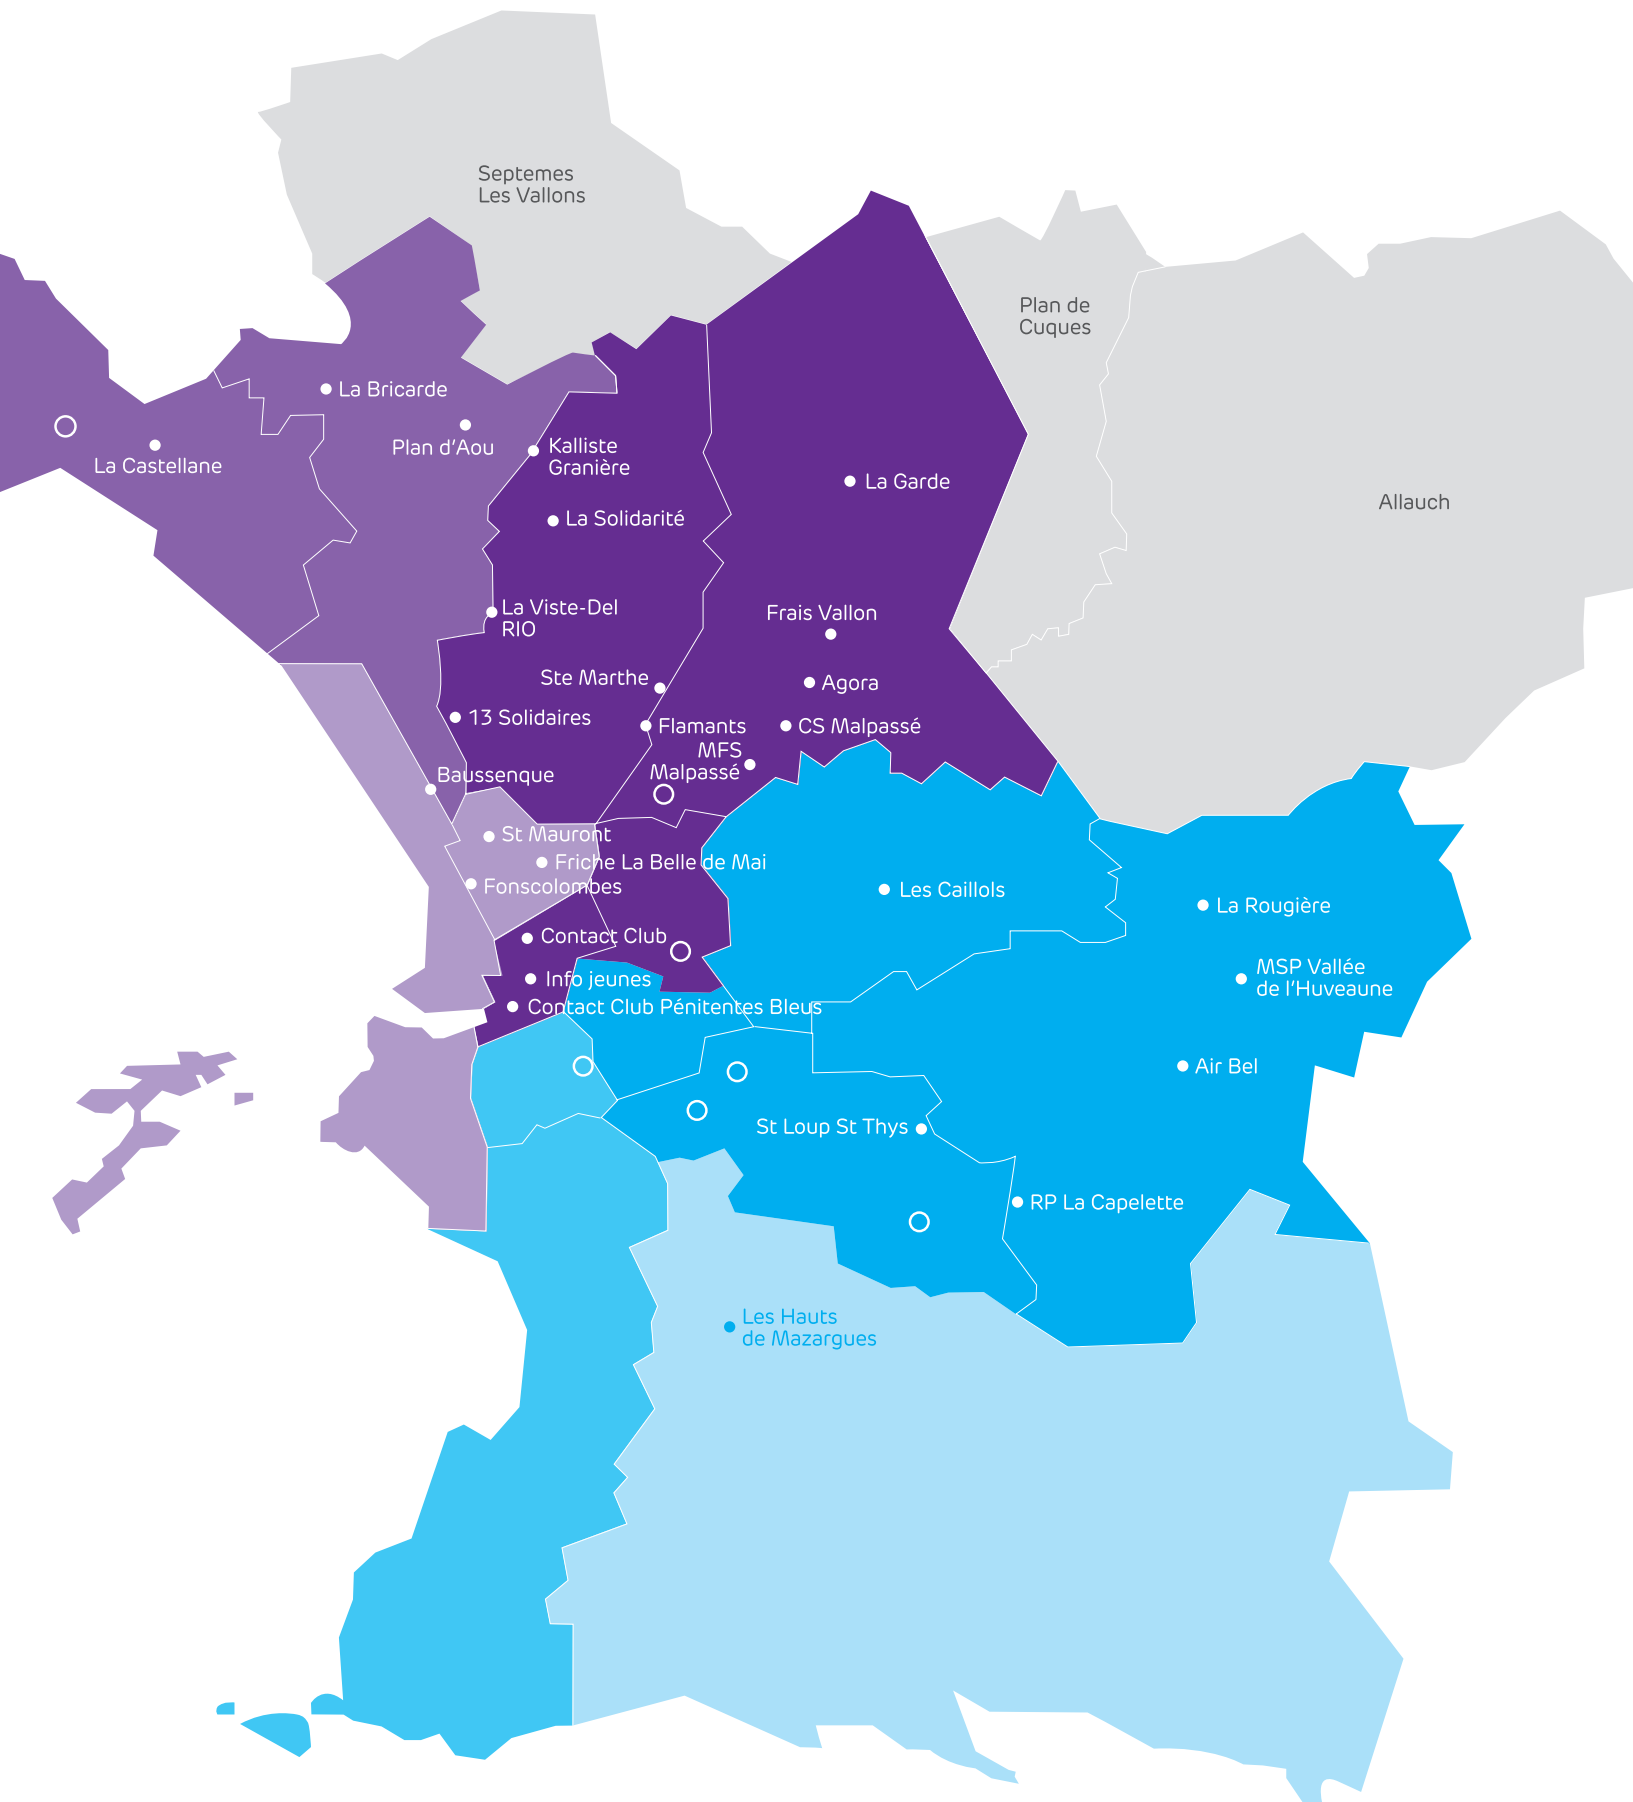 Septemes
Les Vallons
Plan de
Cuques
La Bricarde
Plan d'Aou
Kalliste
Granière
La Castellane
La Garde
Allauch
La Solidarité
La Viste-Del
RIO
Frais Vallon
Ste Marthe
Agora
13 Solidaires
Flamants
CS Malpassé
MFS
Malpassé
Baussenque
St Mauront
Friche La Belle de Mai
Fonscolombes
Les Caillols
La Rougière
Contact Club
Info jeunes
MSP Vallée
de l'Huveaune
Contact Club Pénitentes Bleus
Air Bel
St Loup St Thys
RP La Capelette
Les Hauts
de Mazargues